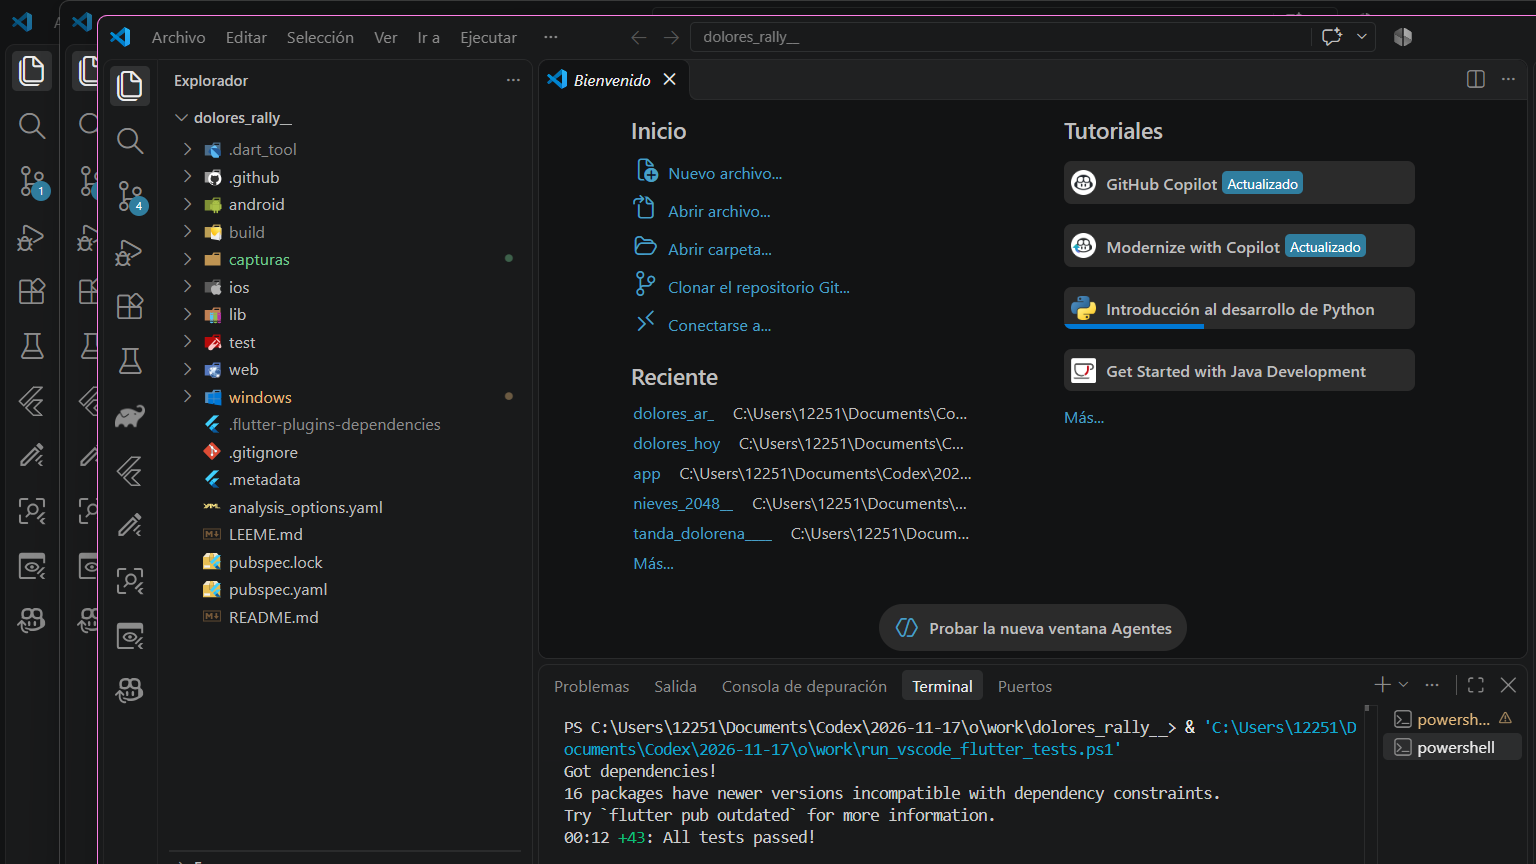 Archivo Editar Selección Ver Ir a Ejecutar ···
dolores_rally__
Explorador
dolores_rally__
.dart_tool
.github
android
build
capturas
ios
lib
test
web
windows
.flutter-plugins-dependencies
.gitignore
.metadata
analysis_options.yaml
LEEME.md
pubspec.lock
pubspec.yaml
README.md
1
4
Bienvenido
Inicio
Nuevo archivo...
Abrir archivo...
Abrir carpeta...
Clonar el repositorio Git...
Conectarse a...
Reciente
dolores_ar_ C:\Users\12251\Documents\Co...
dolores_hoy C:\Users\12251\Documents\C...
app C:\Users\12251\Documents\Codex\202...
nieves_2048__ C:\Users\12251\Documents\...
tanda_dolorena____ C:\Users\12251\Docum...
Más...
Tutoriales
GitHub Copilot Actualizado
Modernize with Copilot Actualizado
Introducción al desarrollo de Python
Get Started with Java Development
Más...
Probar la nueva ventana Agentes
Problemas Salida Consola de depuración Terminal Puertos
PS C:\Users\12251\Documents\Codex\2026-11-17\o\work\dolores_rally__> & 'C:\Users\12251\D
ocuments\Codex\2026-11-17\o\work\run_vscode_flutter_tests.ps1'
Got dependencies!
16 packages have newer versions incompatible with dependency constraints.
Try `flutter pub outdated` for more information.
00:12 +43: All tests passed!
powersh...
powershell